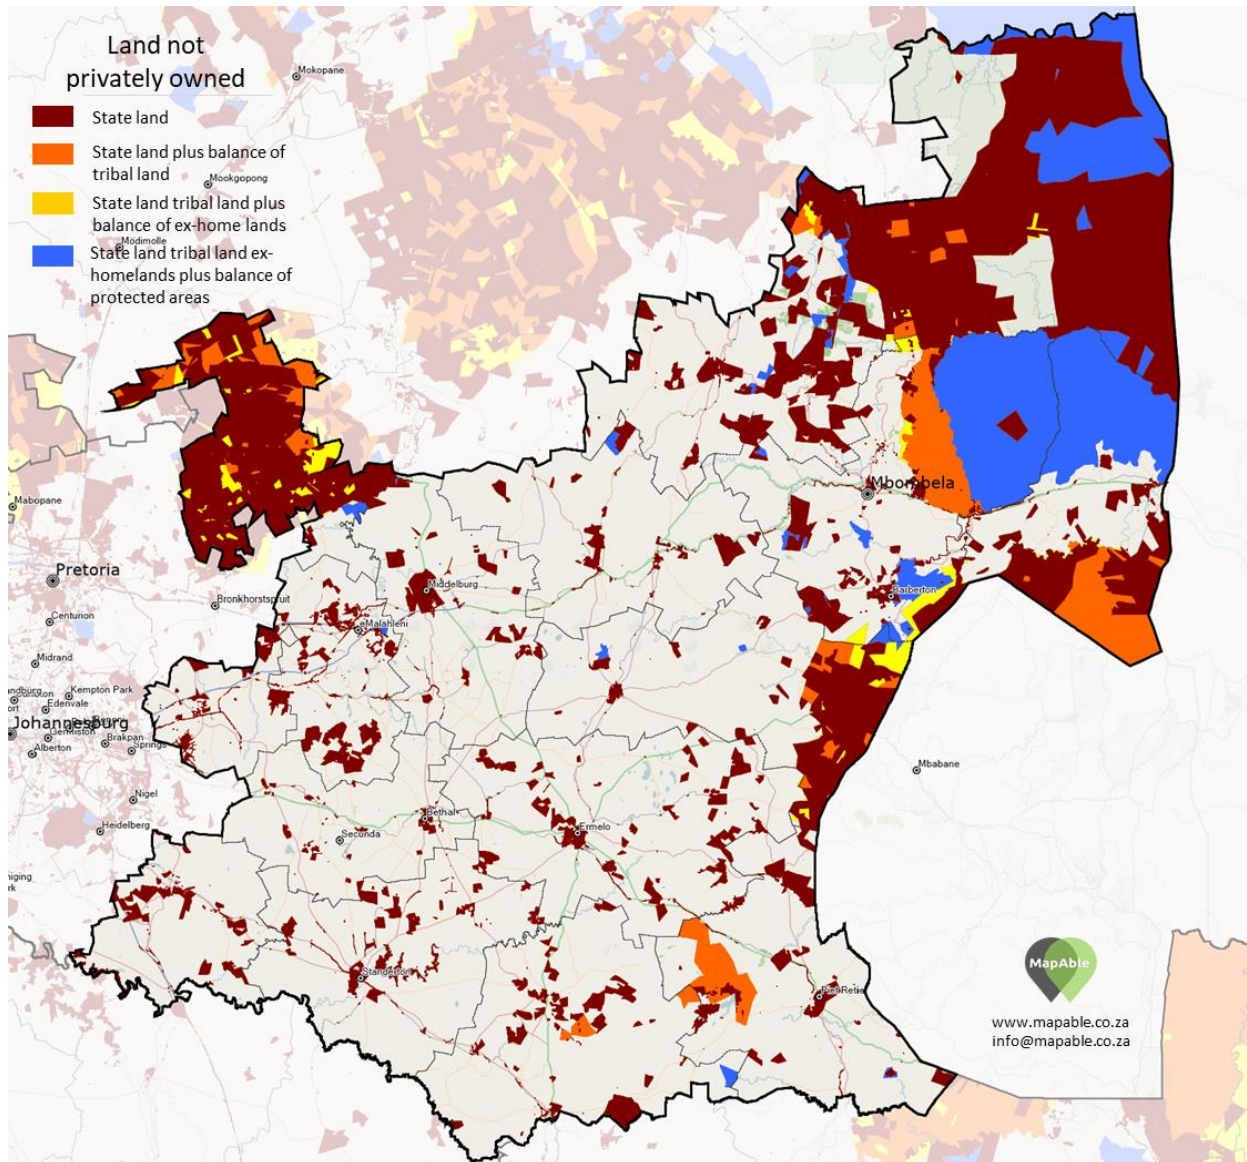 Land not
privately owned
State land
State land plus balance of
tribal land
State land tribal land plus
balance of ex-home lands
State land tribal land ex-
homelands plus balance of
protected areas
Mokopane
Mookgopong
Modimolle
Mabopane
Pretoria
Bronkhorstspruit
Centurion
Midrand
Kempton Park
Edenvale
Johannesburg
Germiston
Alberton
Brakpan
Springs
Nigel
Heidelberg
Middelburg
eMalahleni
Mbombela
Barberton
Mbabane
Bethal
Secunda
Ermelo
Standerton
Piet Retie
MapAble
www.mapable.co.za
info@mapable.co.za